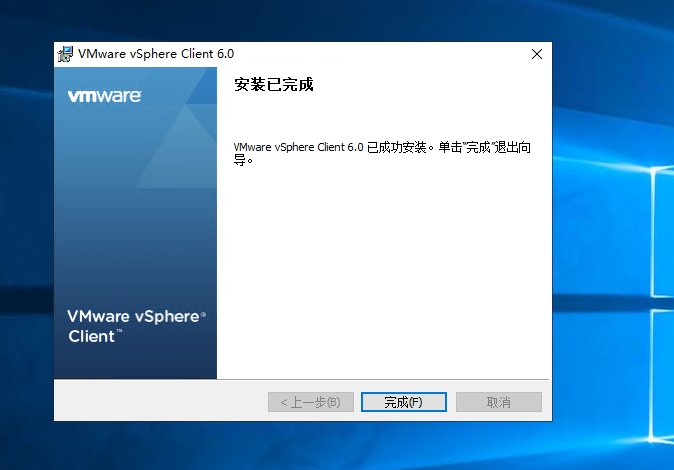 VMware vSphere Client 6.0
vmware
安装已完成
VMware vSphere Client 6.0 已成功安装。单击"完成"退出向
导。
VMware vSphere®
Client™
< 上一步(B)
完成(F)
取消